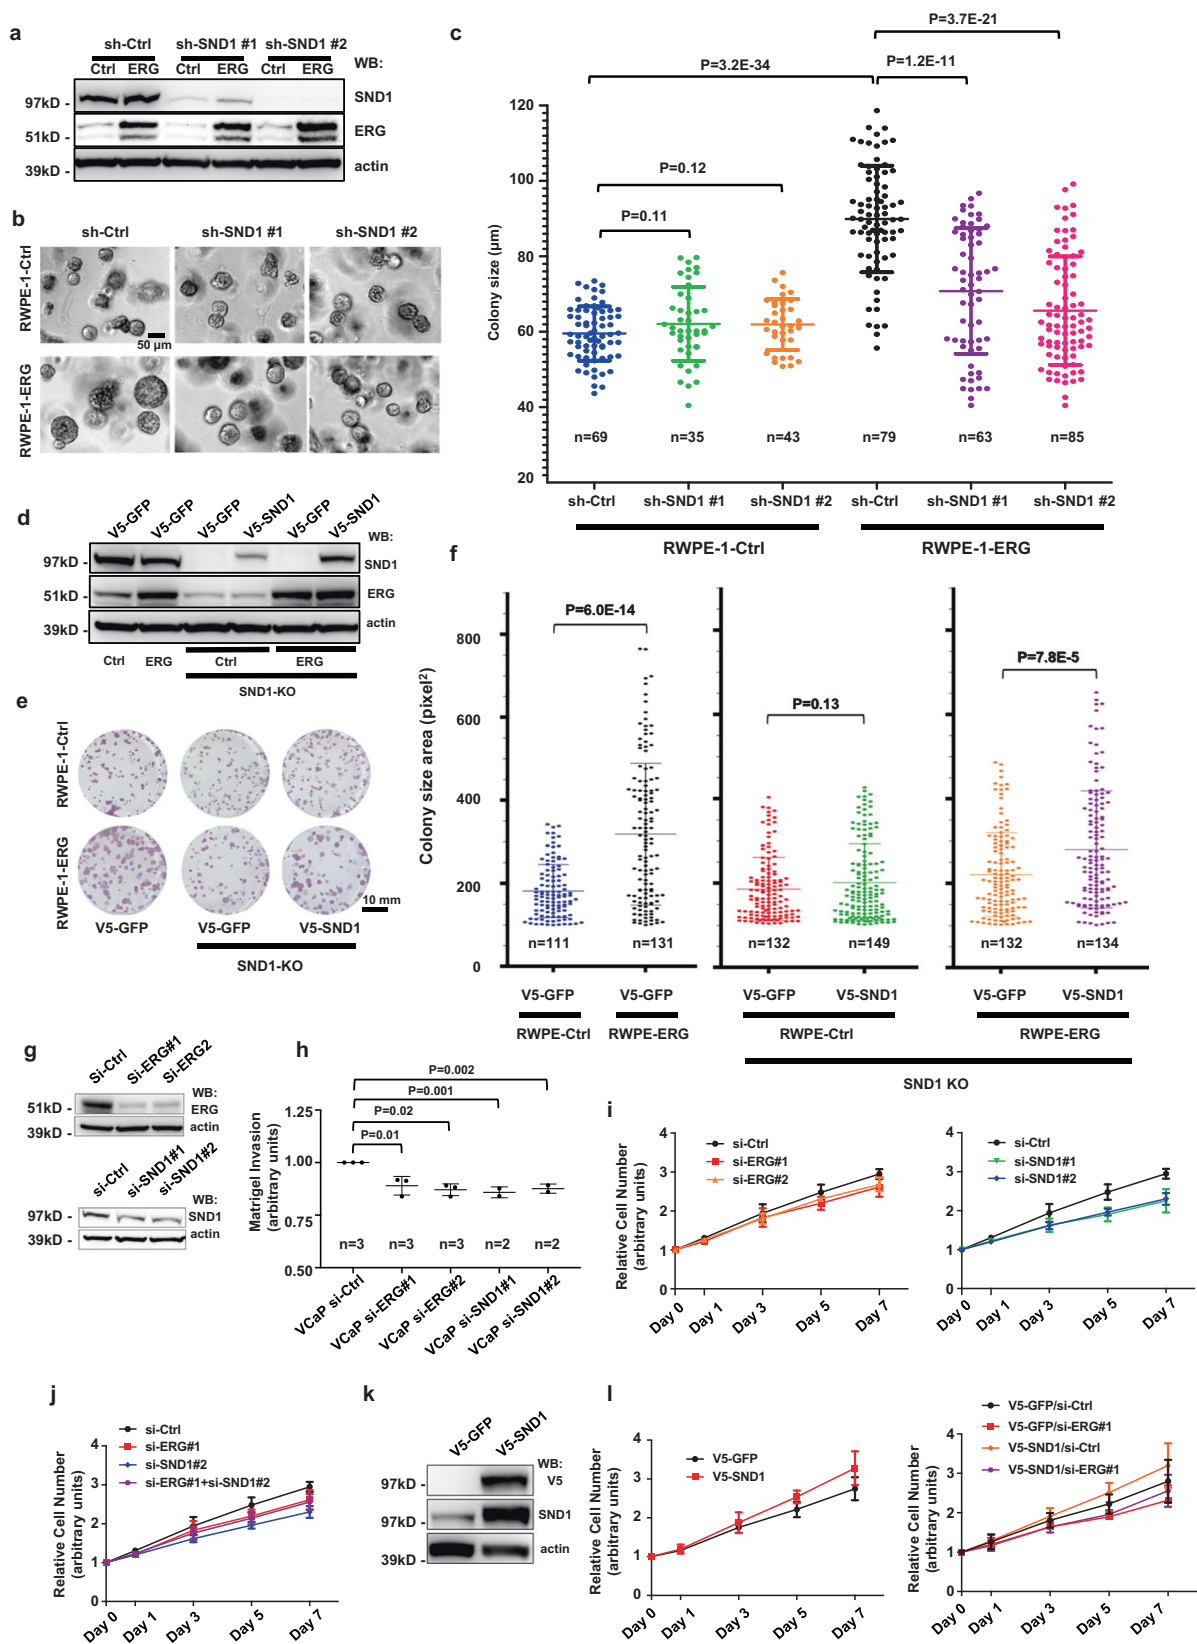 a
sh-Ctrl sh-SND1 #1 sh-SND1 #2
Ctrl ERG Ctrl ERG Ctrl ERG WB:
97kD - SND1
51kD - ERG
39kD - actin
b
sh-Ctrl sh-SND1 #1 sh-SND1 #2
RWPE-1-Ctrl
50 µm
RWPE-1-ERG
c
P=3.7E-21
P=3.2E-34 P=1.2E-11
P=0.12
P=0.11
Colony size (µm)
120
100
80
60
40
20
n=69 n=35 n=43 n=79 n=63 n=85
sh-Ctrl sh-SND1 #1 sh-SND1 #2 sh-Ctrl sh-SND1 #1 sh-SND1 #2
RWPE-1-Ctrl RWPE-1-ERG
d
V5-GFP V5-GFP V5-GFP V5-SND1 V5-GFP V5-SND1
WB:
97kD - SND1
51kD - ERG
39kD - actin
Ctrl ERG Ctrl ERG
SND1-KO
e
RWPE-1-Ctrl
RWPE-1-ERG
10 mm
V5-GFP V5-GFP V5-SND1
SND1-KO
f
Colony size area (pixel²)
800
600
400
200
0
P=6.0E-14
P=0.13
P=7.8E-5
n=111 n=131 n=132 n=149 n=132 n=134
V5-GFP V5-GFP V5-GFP V5-SND1 V5-GFP V5-SND1
RWPE-Ctrl RWPE-ERG RWPE-Ctrl RWPE-ERG
SND1 KO
g
Si-Ctrl Si-ERG#1 Si-ERG2
WB:
51kD - ERG
39kD - actin
si-Ctrl si-SND1#1 si-SND1#2
WB:
97kD - SND1
39kD - actin
h
P=0.002
P=0.001
P=0.02
P=0.01
Matrigel Invasion
(arbitrary units)
1.25
1.00
0.75
0.50
n=3 n=3 n=3 n=2 n=2
VCaP si-Ctrl
VCaP si-ERG#1
VCaP si-ERG#2
VCaP si-SND1#1
VCaP si-SND1#2
i
Relative Cell Number
(arbitrary units)
4
3
2
1
0
si-Ctrl
si-ERG#1
si-ERG#2
Day 0 Day 1 Day 3 Day 5 Day 7
Relative Cell Number
(arbitrary units)
4
3
2
1
0
si-Ctrl
si-SND1#1
si-SND1#2
Day 0 Day 1 Day 3 Day 5 Day 7
j
Relative Cell Number
(arbitrary units)
4
3
2
1
0
si-Ctrl
si-ERG#1
si-SND1#2
si-ERG#1+si-SND1#2
Day 0 Day 1 Day 3 Day 5 Day 7
k
V5-GFP V5-SND1
WB:
97kD - V5
97kD - SND1
39kD - actin
l
Relative Cell Number
(arbitrary units)
4
3
2
1
0
V5-GFP
V5-SND1
Day 0 Day 1 Day 3 Day 5 Day 7
V5-GFP/si-Ctrl
V5-GFP/si-ERG#1
V5-SND1/si-Ctrl
V5-SND1/si-ERG#1
Relative Cell Number
(arbitrary units)
4
3
2
1
0
Day 0 Day 1 Day 3 Day 5 Day 7